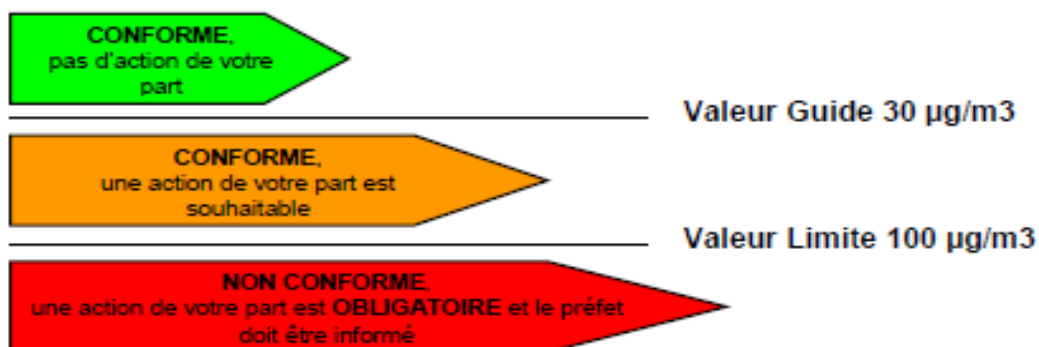 CONFORME,
pas d'action de votre
part
Valeur Guide 30 µg/m3
CONFORME,
une action de votre part est
souhaitable
Valeur Limite 100 µg/m3
NON CONFORME,
une action de votre part est OBLIGATOIRE et le préfet
doit être informé